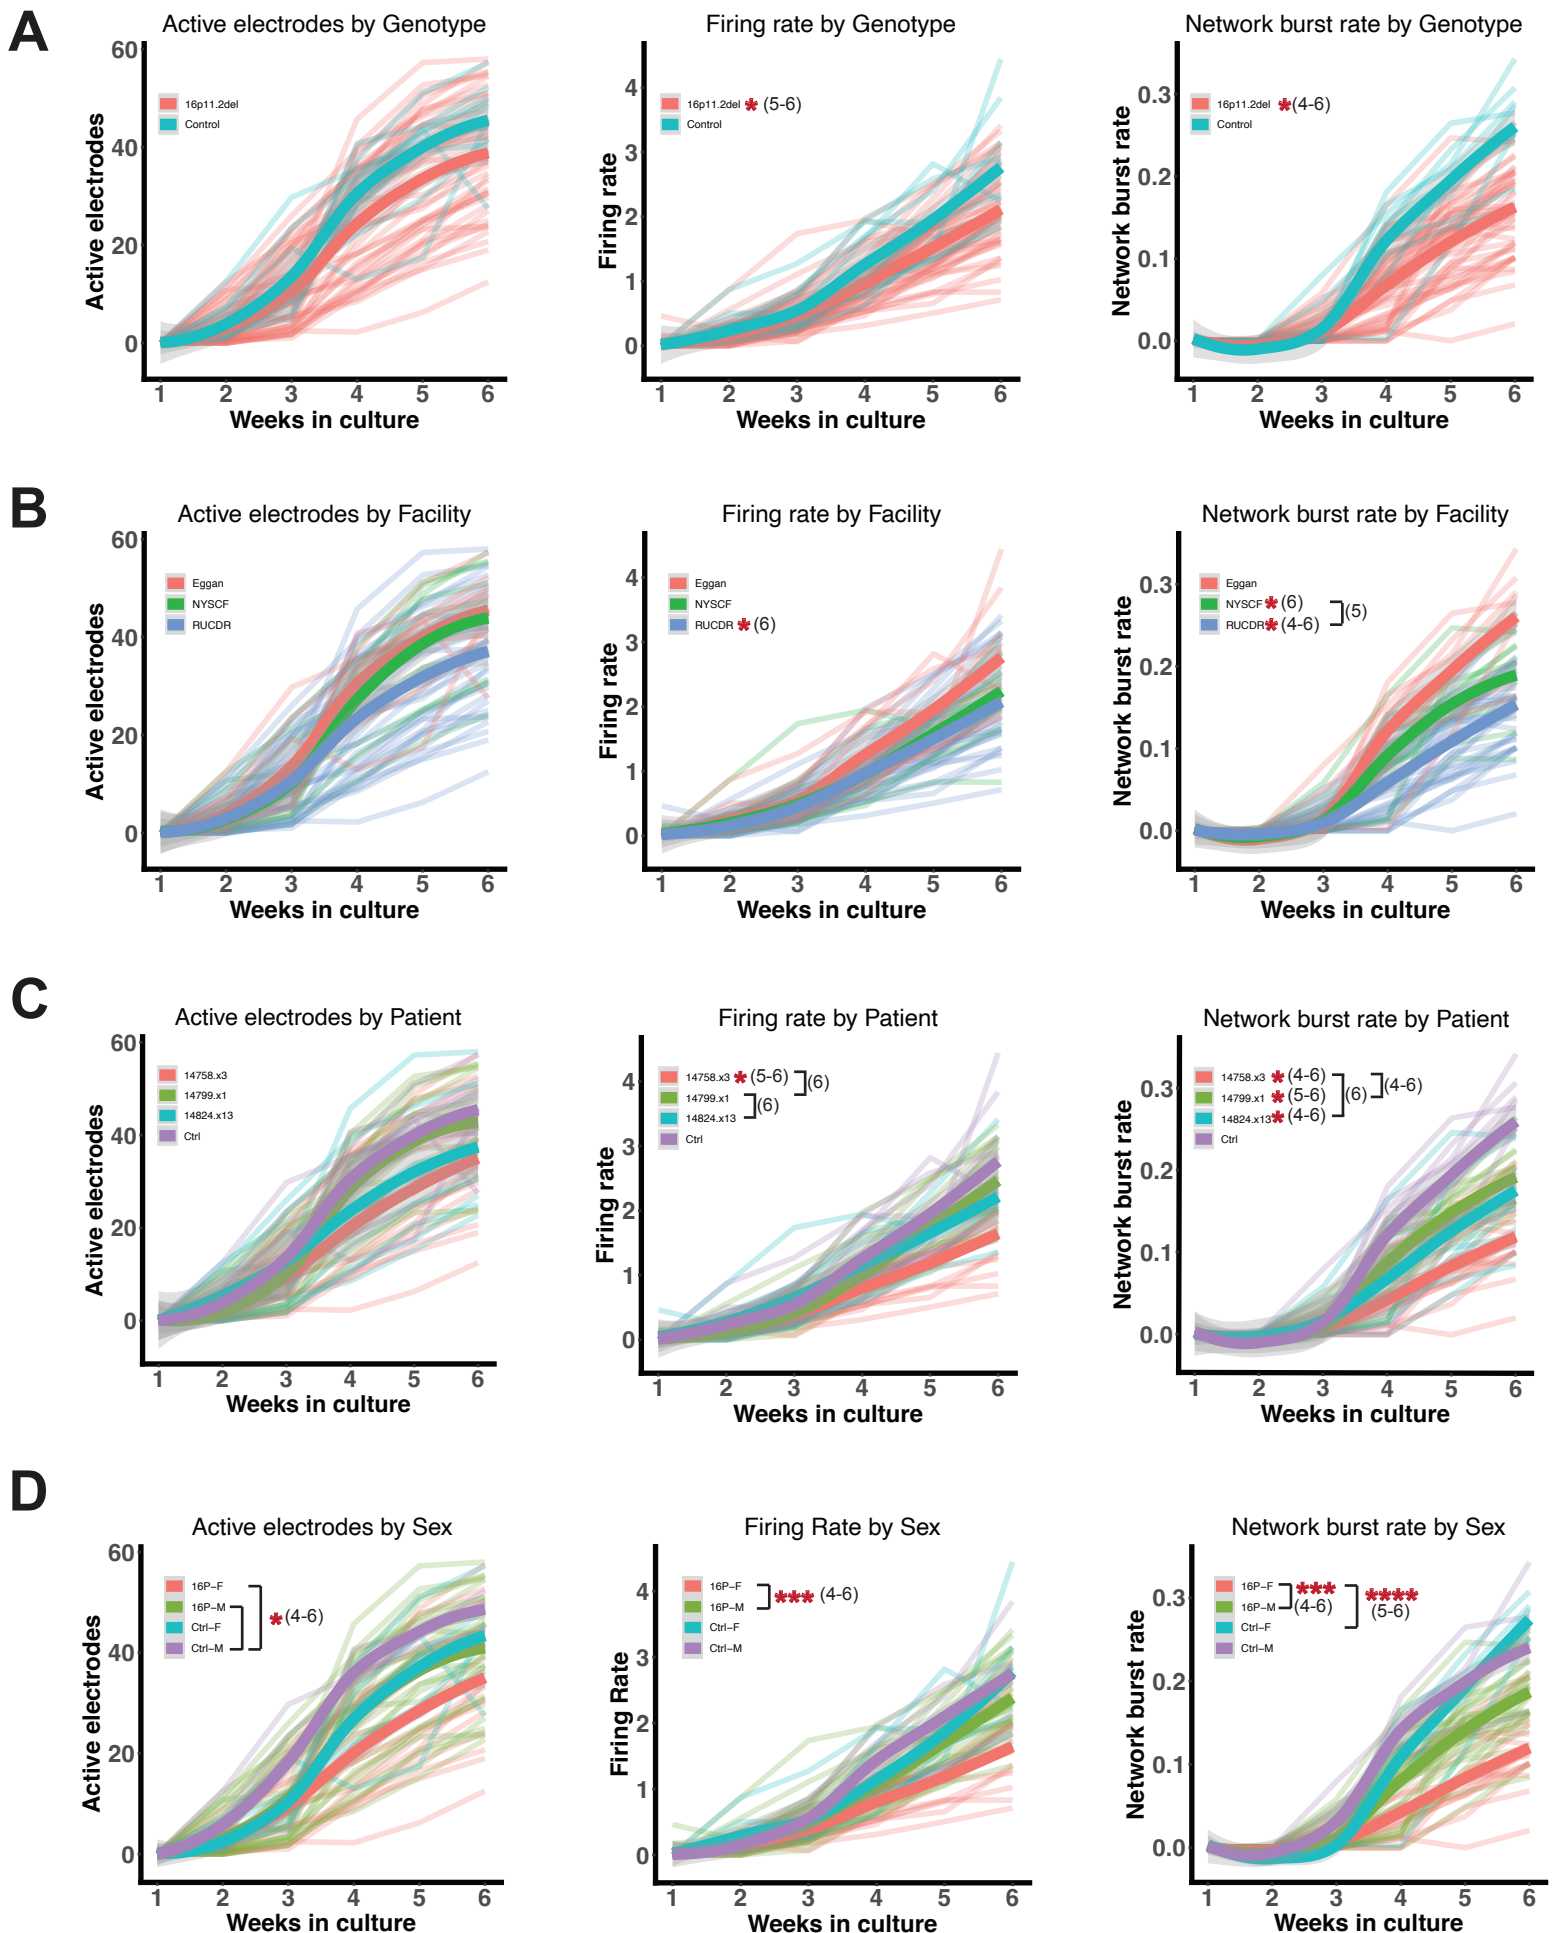 A
Active electrodes by Genotype
Active electrodes
60
40
20
0
16p11.2del
Control
1 2 3 4 5 6
Weeks in culture
Firing rate by Genotype
Firing rate
4
3
2
1
0
16p11.2del * (5-6)
Control
1 2 3 4 5 6
Weeks in culture
Network burst rate by Genotype
Network burst rate
0.3
0.2
0.1
0.0
16p11.2del *(4-6)
Control
1 2 3 4 5 6
Weeks in culture
B
Active electrodes by Facility
Active electrodes
60
40
20
0
Eggan
NYSCF
RUCDR
1 2 3 4 5 6
Weeks in culture
Firing rate by Facility
Firing rate
4
3
2
1
0
Eggan
NYSCF
RUCDR * (6)
1 2 3 4 5 6
Weeks in culture
Network burst rate by Facility
Network burst rate
0.3
0.2
0.1
0.0
Eggan
NYSCF * (6)
RUCDR * (4-6)
(5)
1 2 3 4 5 6
Weeks in culture
C
Active electrodes by Patient
Active electrodes
60
40
20
0
14758.x3
14799.x1
14824.x13
Ctrl
1 2 3 4 5 6
Weeks in culture
Firing rate by Patient
Firing rate
4
3
2
1
0
14758.x3 * (5-6)
14799.x1
14824.x13
Ctrl
(6)
(6)
1 2 3 4 5 6
Weeks in culture
Network burst rate by Patient
Network burst rate
0.3
0.2
0.1
0.0
14758.x3 * (4-6)
14799.x1 * (5-6)
14824.x13 * (4-6)
Ctrl
(6)
(4-6)
1 2 3 4 5 6
Weeks in culture
D
Active electrodes by Sex
Active electrodes
60
40
20
0
16P−F
16P−M
Ctrl−F
Ctrl−M
* (4-6)
1 2 3 4 5 6
Weeks in culture
Firing Rate by Sex
Firing Rate
4
3
2
1
0
16P−F
16P−M
Ctrl−F
Ctrl−M
*** (4-6)
1 2 3 4 5 6
Weeks in culture
Network burst rate by Sex
Network burst rate
0.3
0.2
0.1
0.0
16P−F
16P−M
Ctrl−F
Ctrl−M
***
(4-6)
****
(5-6)
1 2 3 4 5 6
Weeks in culture